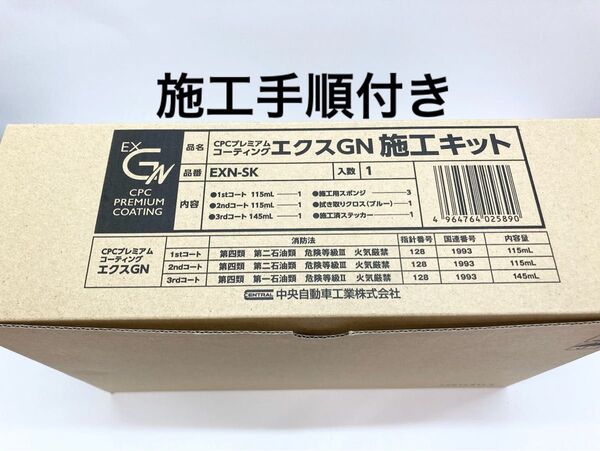 施工手順付き
EX
GN
CPC
PREMIUM
COATING
品名 CPCプレミアムコーティング エクスGN 施工キット
品番 EXN-SK 入数 1
内容
●1stコート 115mL 1 ●施工用スポンジ 3
●2ndコート 115mL 1 ●拭き取りクロス(ブルー) 1
●3rdコート 145mL 1 ●施工済ステッカー 1
4 964764 025890
CPCプレミアム
コーティング
エクスGN
消防法 指針番号 国連番号 内容量
1stコート 第四類 第二石油類 危険等級Ⅲ 火気厳禁 128 1993 115mL
2ndコート 第四類 第二石油類 危険等級Ⅲ 火気厳禁 128 1993 115mL
3rdコート 第四類 第一石油類 危険等級Ⅱ 火気厳禁 128 1993 145mL
CENTRAL 中央自動車工業株式会社